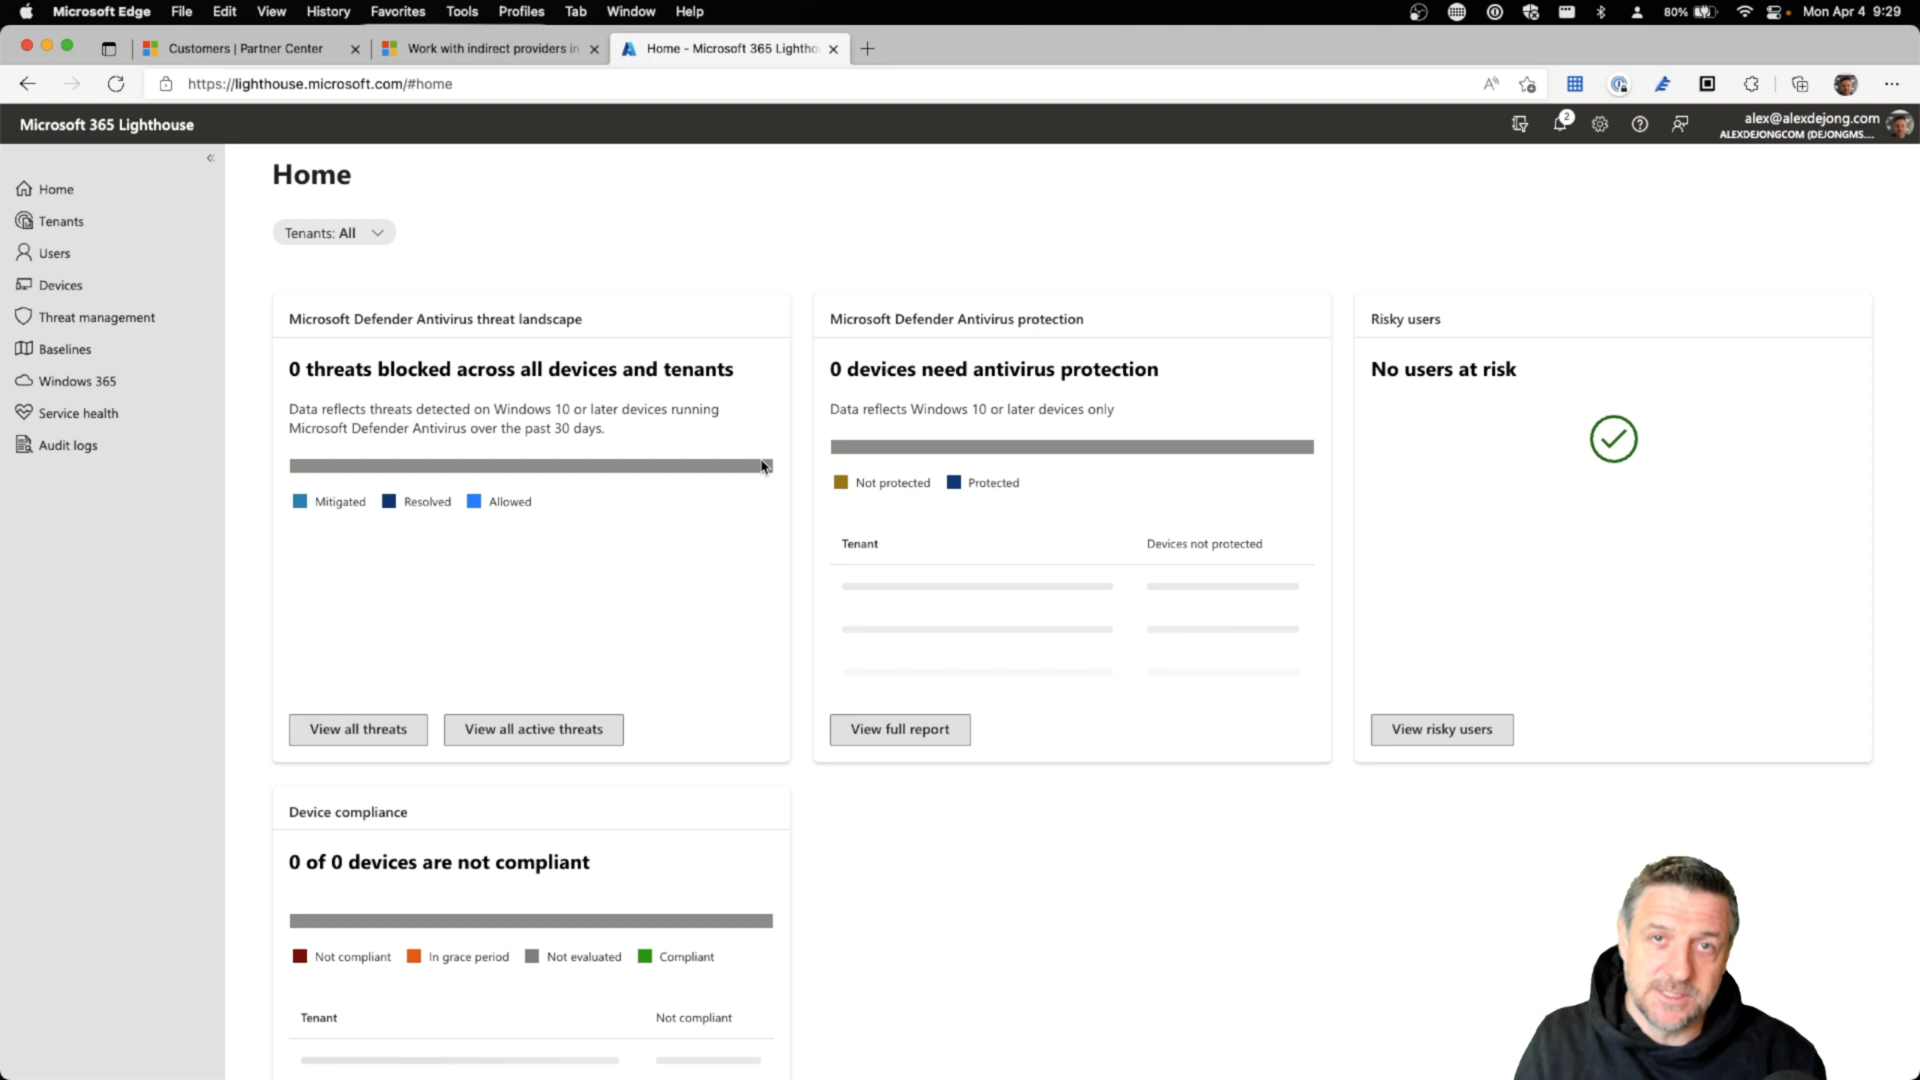 Microsoft Edge File Edit View History Favorites Tools Profiles Tab Window Help 80% Mon Apr 4 9:29
Customers | Partner Center Work with indirect providers in Home - Microsoft 365 Lightho
https://lighthouse.microsoft.com/#home
Microsoft 365 Lighthouse 2 alex@alexdejong.com
ALEXDEJONGCOM (DEJONGMS....
Home
Tenants
Users
Devices
Threat management
Baselines
Windows 365
Service health
Audit logs
Home
Tenants: All
Microsoft Defender Antivirus threat landscape
0 threats blocked across all devices and tenants
Data reflects threats detected on Windows 10 or later devices running
Microsoft Defender Antivirus over the past 30 days.
Mitigated Resolved Allowed
View all threats View all active threats
Microsoft Defender Antivirus protection
0 devices need antivirus protection
Data reflects Windows 10 or later devices only
Not protected Protected
Tenant Devices not protected
View full report
Risky users
No users at risk
View risky users
Device compliance
0 of 0 devices are not compliant
Not compliant In grace period Not evaluated Compliant
Tenant Not compliant